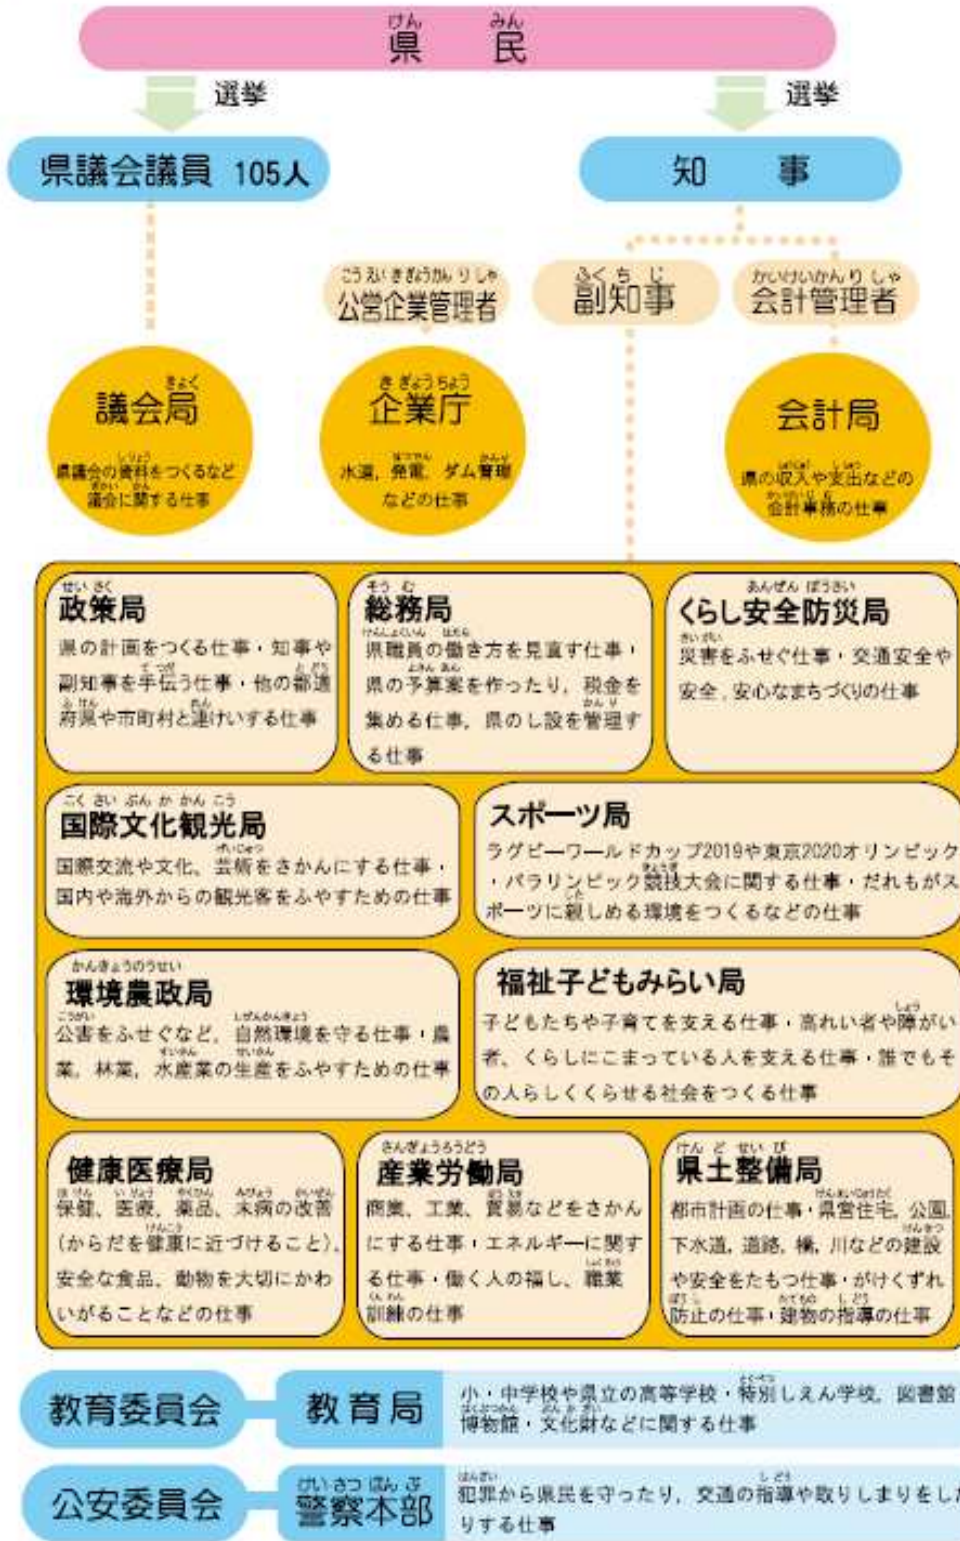 県民
選挙
選挙
県議会議員 105人
知事
公営企業管理者
副知事
会計管理者
議会局
県議会の資料をつくるなど
議会に関する仕事
企業庁
水道，発電，ダム管理
などの仕事
会計局
県の収入や支出などの
会計事務の仕事
政策局
県の計画をつくる仕事・知事や
副知事を手伝う仕事・他の都道
府県や市町村と連けいする仕事
総務局
県職員の働き方を見直す仕事・
県の予算案を作ったり，税金を
集める仕事，県のし設を管理す
る仕事
くらし安全防災局
災害をふせぐ仕事・交通安全や
安全，安心なまちづくりの仕事
国際文化観光局
国際交流や文化、芸術をさかんにする仕事・
国内や海外からの観光客をふやすための仕事
スポーツ局
ラグビーワールドカップ2019や東京2020オリンピック
・パラリンピック競技大会に関する仕事・だれもがス
ポーツに親しめる環境をつくるなどの仕事
環境農政局
公害をふせぐなど，自然環境を守る仕事・農
業，林業，水産業の生産をふやすための仕事
福祉子どもみらい局
子どもたちや子育てを支える仕事・高れい者や障がい
者、くらしにこまっている人を支える仕事・誰でもそ
の人らしくくらせる社会をつくる仕事
健康医療局
保健、医療、薬品、未病の改善
(からだを健康に近づけること)，
安全な食品、動物を大切にかわ
いがることなどの仕事
産業労働局
商業、工業、貿易などをさかん
にする仕事・エネルギーに関す
る仕事・働く人の福し、職業
訓練の仕事
県土整備局
都市計画の仕事・県営住宅，公園，
下水道，道路，橋，川などの建設
や安全をたもつ仕事・がけくずれ
防止の仕事・建物の指導の仕事
教育委員会
教育局
小・中学校や県立の高等学校・特別しえん学校，図書館
博物館・文化財などに関する仕事
公安委員会
警察本部
犯罪から県民を守ったり，交通の指導や取りしまりをした
りする仕事